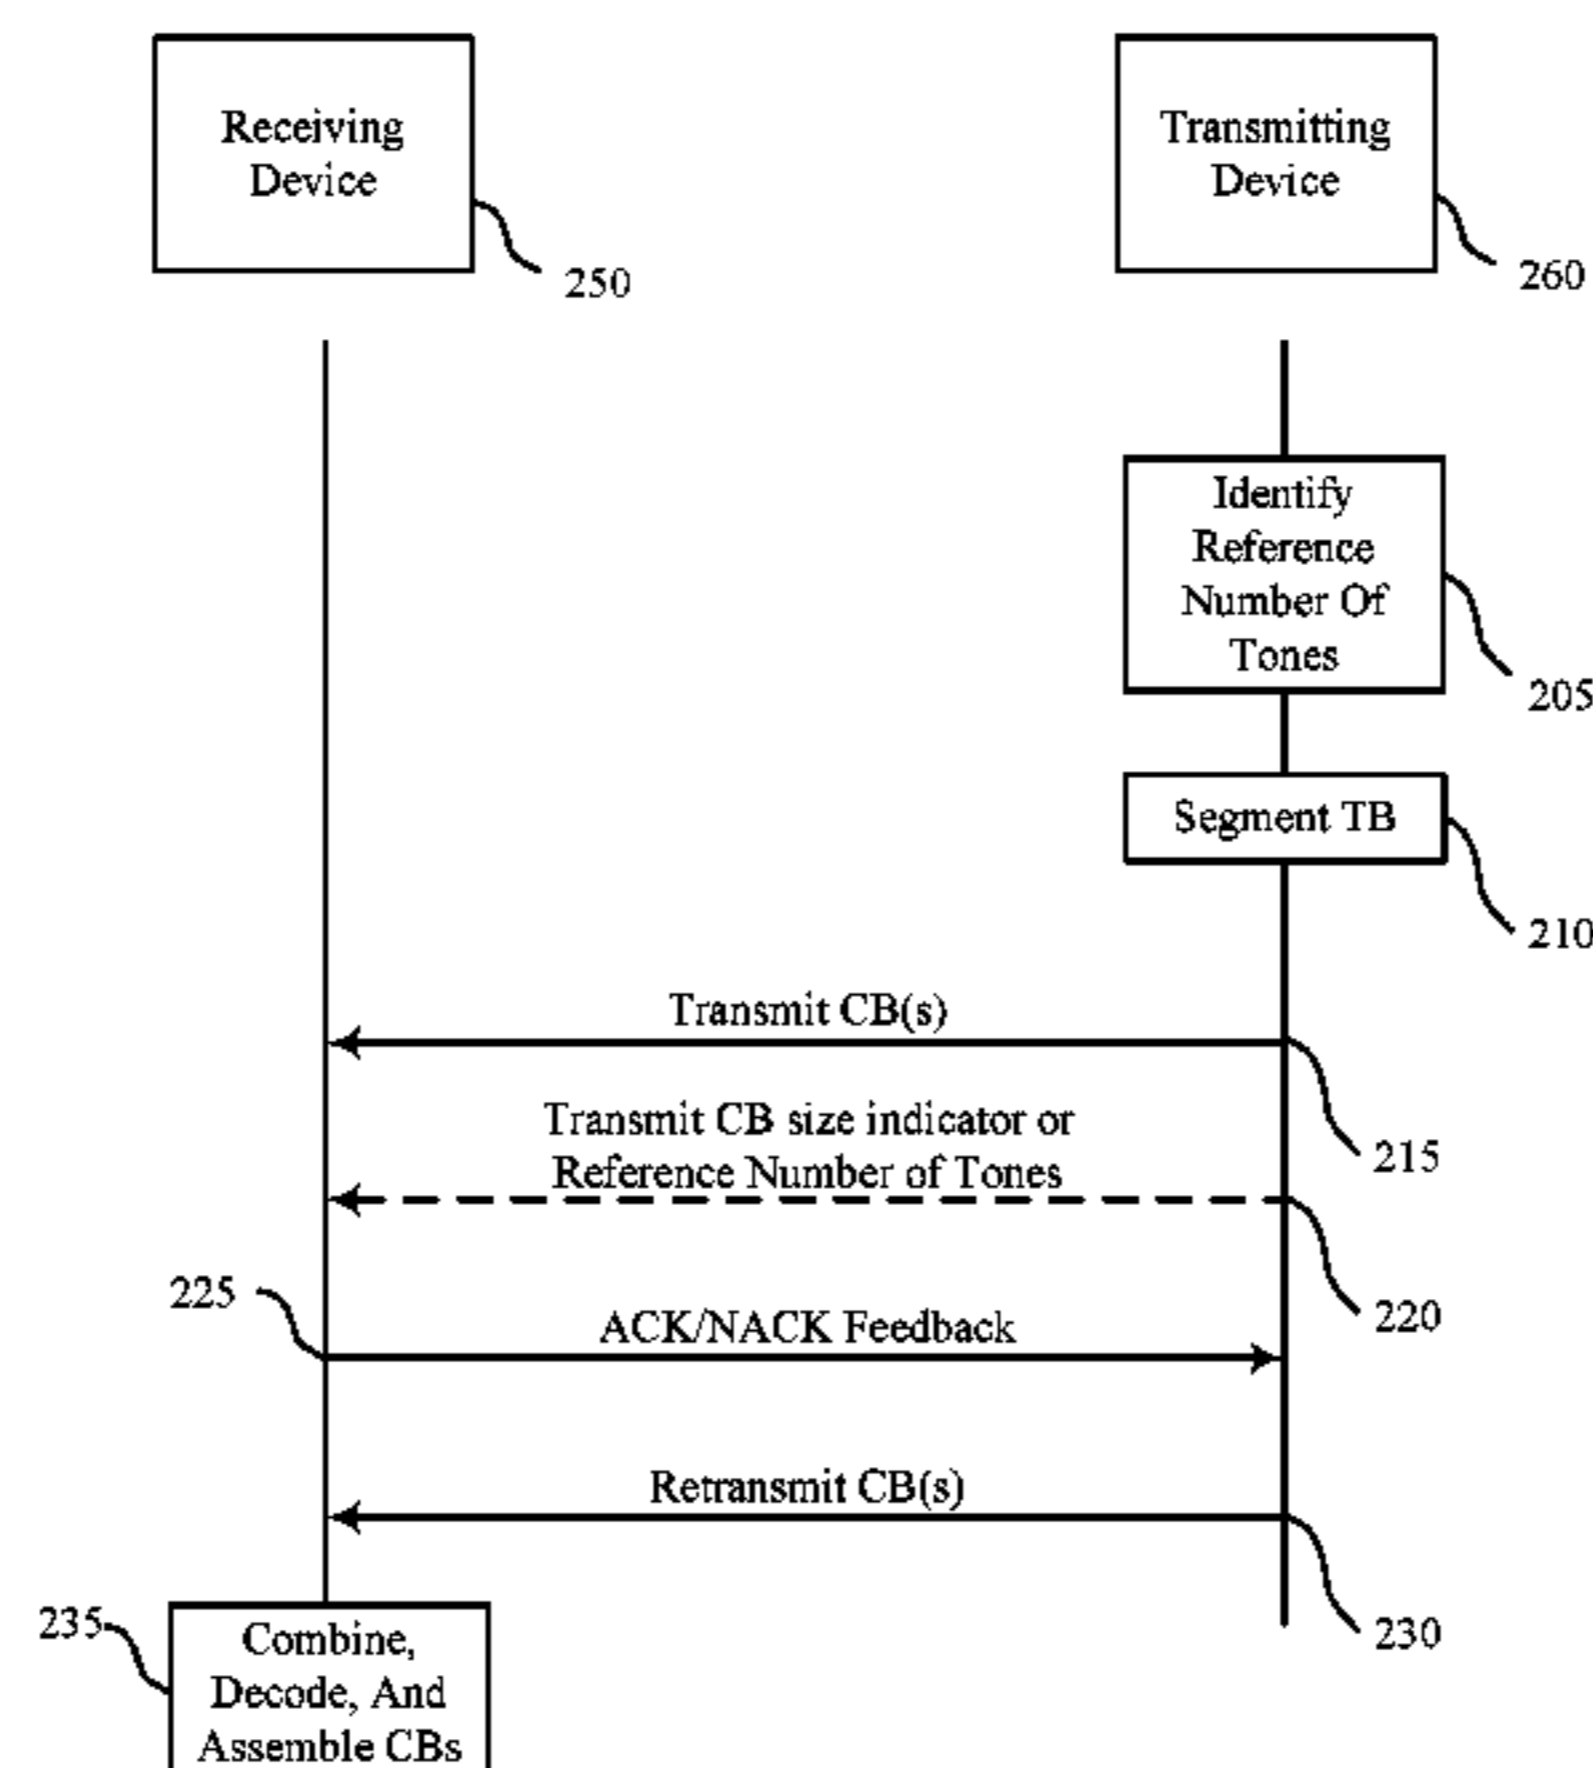 Receiving
Device
250
Transmitting
Device
260
Identify
Reference
Number Of
Tones
205
Segment TB
210
Transmit CB(s)
215
Transmit CB size indicator or
Reference Number of Tones
220
225
ACK/NACK Feedback
Retransmit CB(s)
230
235
Combine,
Decode, And
Assemble CBs